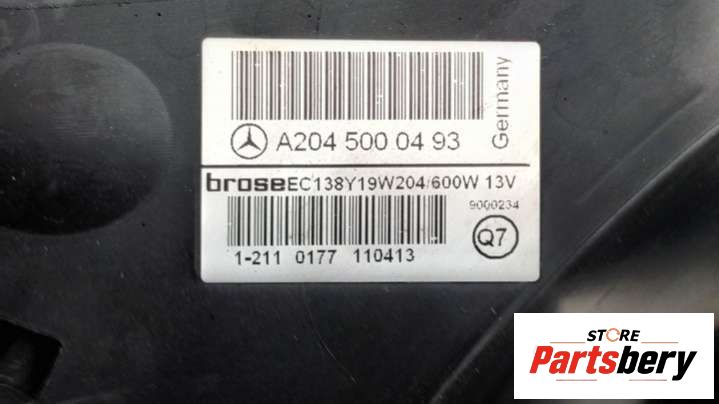 A204 500 04 93
Germany
broseEC138Y19W204/600W 13V
9000234
Q7
1-211 0177 110413
STORE
Partsbery